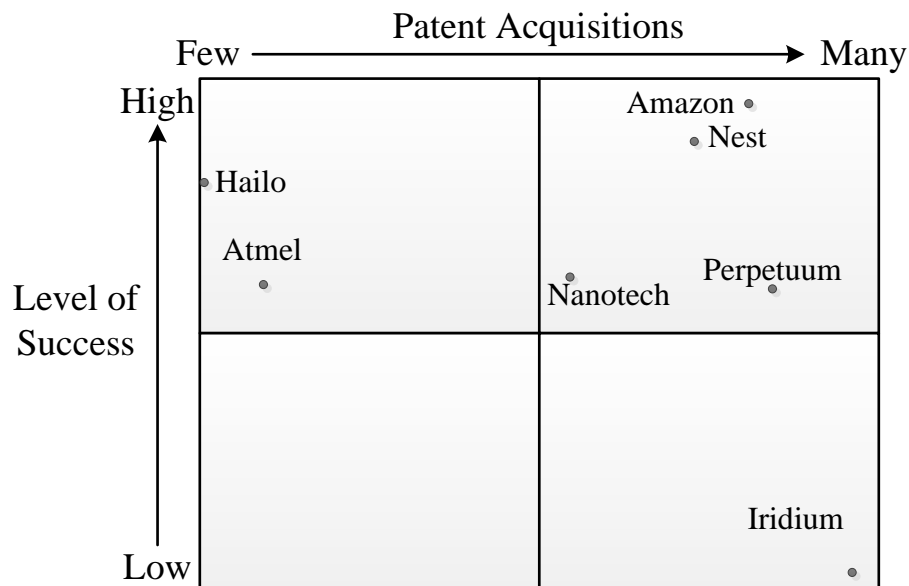 Patent Acquisitions
Few
Many
High
Amazon
Nest
Hailo
Atmel
Perpetuum
Nanotech
Level of
Success
Iridium
Low